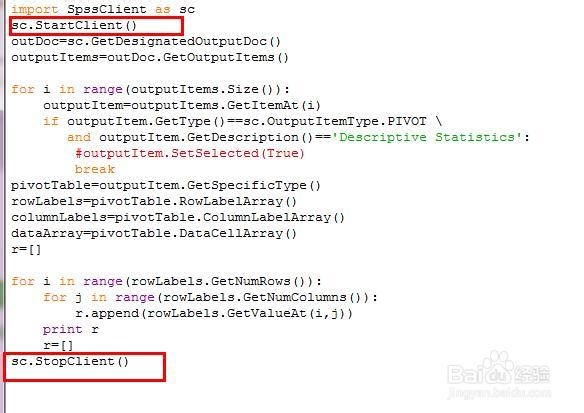 import SpssClient as sc
sc.StartClient()
outDoc=sc.GetDesignatedOutputDoc()
outputItems=outDoc.GetOutputItems()

for i in range(outputItems.Size()):
    outputItem=outputItems.GetItemAt(i)
    if outputItem.GetType()==sc.OutputItemType.PIVOT \
       and outputItem.GetDescription()=='Descriptive Statistics':
        #outputItem.SetSelected(True)
        break
pivotTable=outputItem.GetSpecificType()
rowLabels=pivotTable.RowLabelArray()
columnLabels=pivotTable.ColumnLabelArray()
dataArray=pivotTable.DataCellArray()
r=[]

for i in range(rowLabels.GetNumRows()):
    for j in range(rowLabels.GetNumColumns()):
        r.append(rowLabels.GetValueAt(i,j))
    print r
    r=[]
sc.StopClient()
Baidu 经验
jingyan.baidu.com